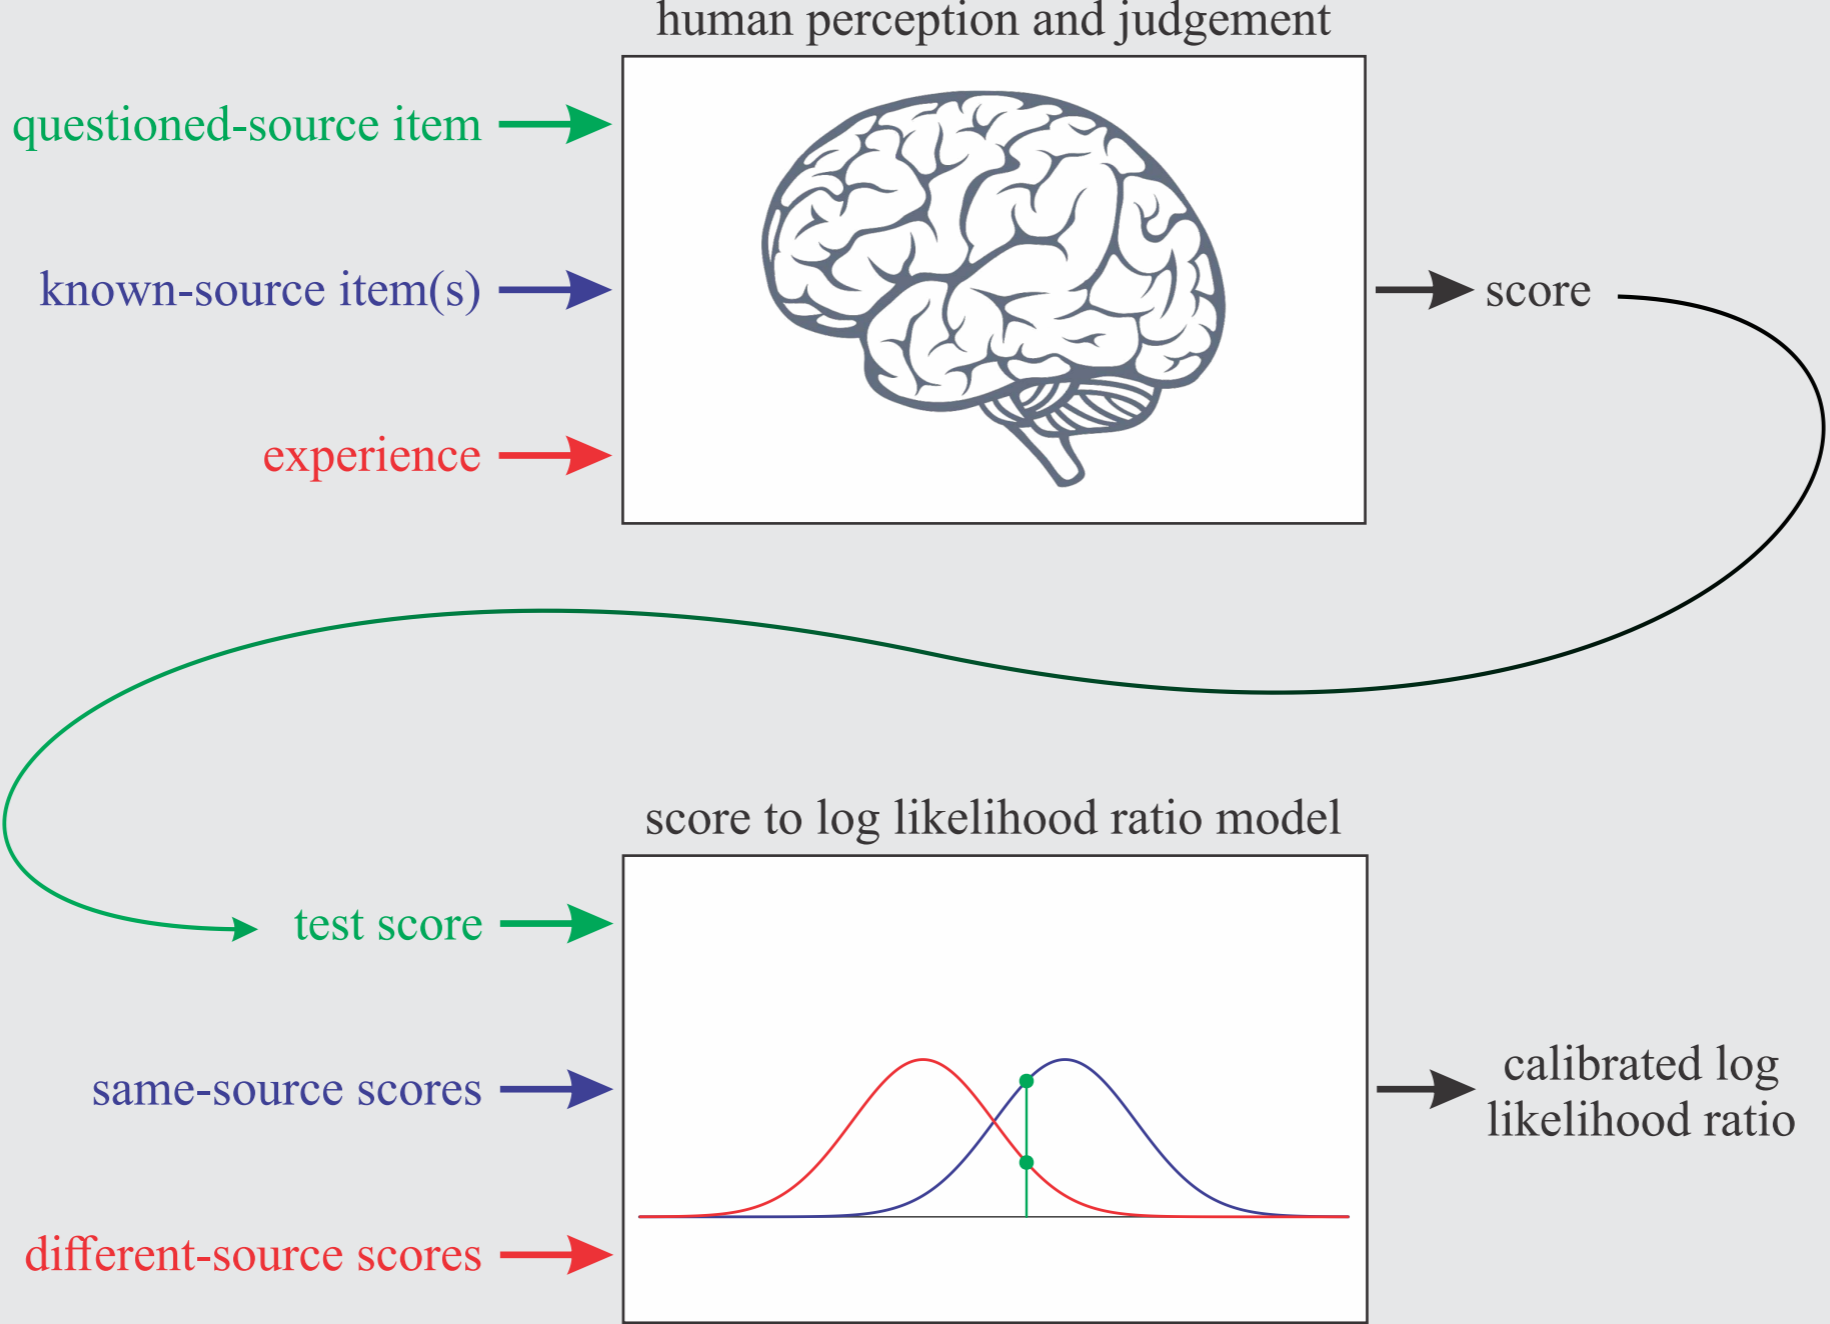 human perception and judgement
questioned-source item
known-source item(s)
score
experience
score to log likelihood ratio model
test score
same-source scores
calibrated log
likelihood ratio
different-source scores